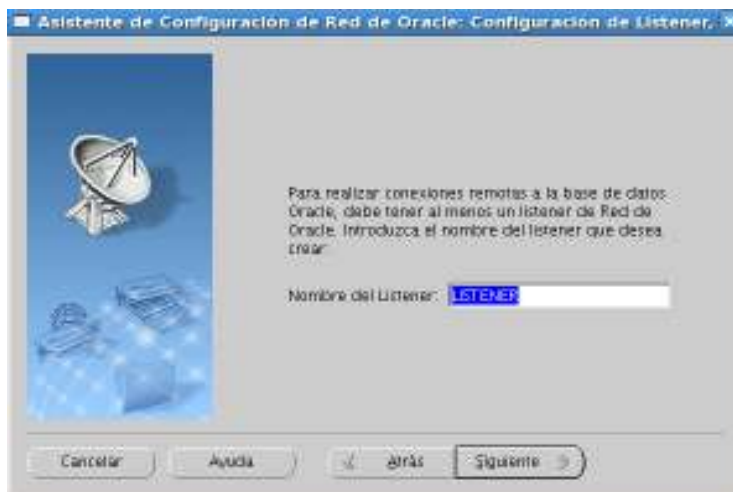 Asistente de Configuración de Red de Oracle: Configuración de Listener,
Para realizar conexiones remotas a la base de datos
Oracle, debe tener al menos un listener de Red de
Oracle. Introduzca el nombre del listener que desea
crear:
Nombre del Listener: LISTENER
Cancelar Ayuda Atrás Siguiente